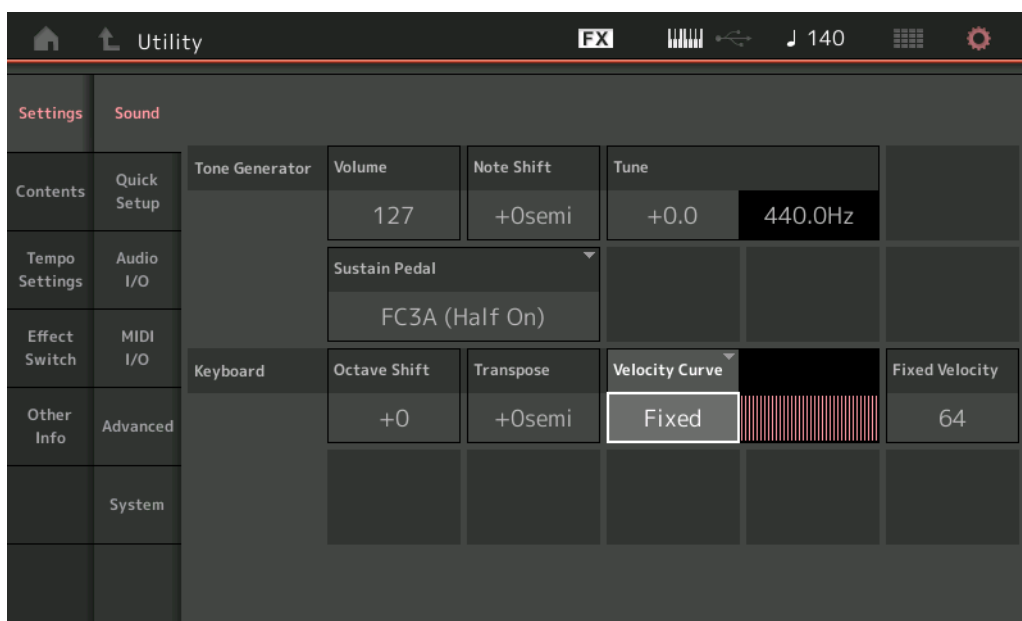 Utility
FX
♩ 140
Settings
Sound
Contents
Quick
Setup
Tempo
Settings
Audio
I/O
Effect
Switch
MIDI
I/O
Other
Info
Advanced
System
Tone Generator
Volume
Note Shift
Tune
127
+0semi
+0.0
440.0Hz
Sustain Pedal
FC3A (Half On)
Keyboard
Octave Shift
Transpose
Velocity Curve
Fixed Velocity
+0
+0semi
Fixed
64